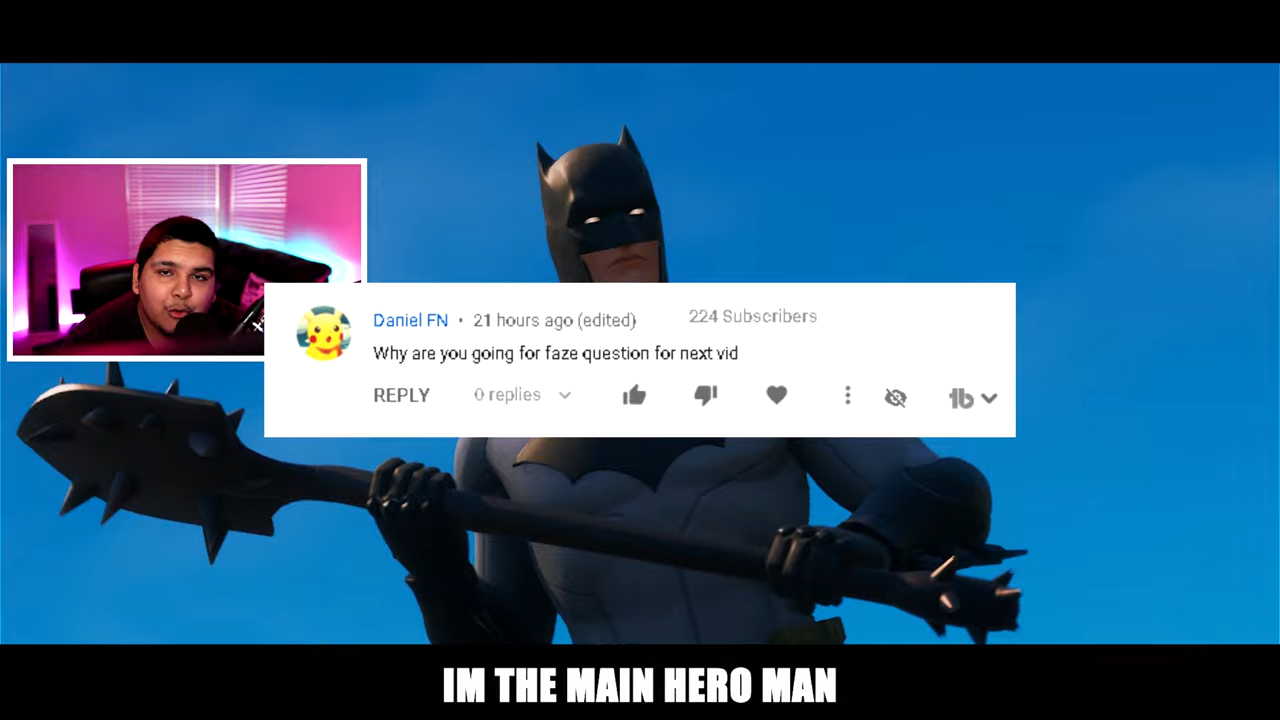 Daniel FN • 21 hours ago (edited) 224 Subscribers
Why are you going for faze question for next vid
REPLY 0 replies
IM THE MAIN HERO MAN